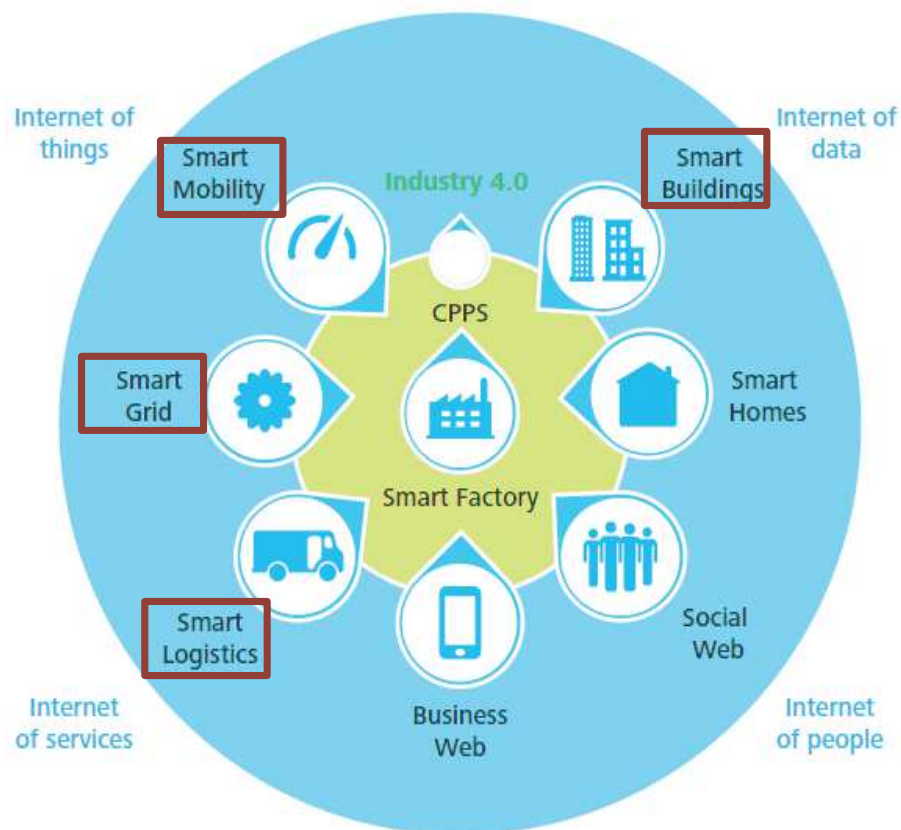 Internet of
things
Internet of
data
Smart
Mobility
Industry 4.0
Smart
Buildings
CPPS
Smart
Grid
Smart
Homes
Smart Factory
Smart
Logistics
Social
Web
Business
Web
Internet
of services
Internet
of people